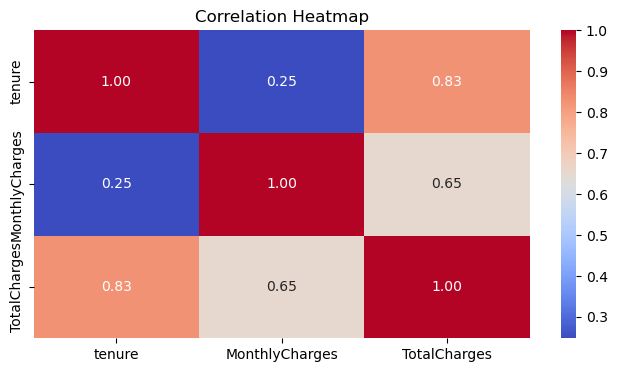 Correlation Heatmap
tenure
1.00
0.25
0.83
MonthlyCharges
0.25
1.00
0.65
TotalCharges
0.83
0.65
1.00
tenure
MonthlyCharges
TotalCharges
1.0
0.9
0.8
0.7
0.6
0.5
0.4
0.3